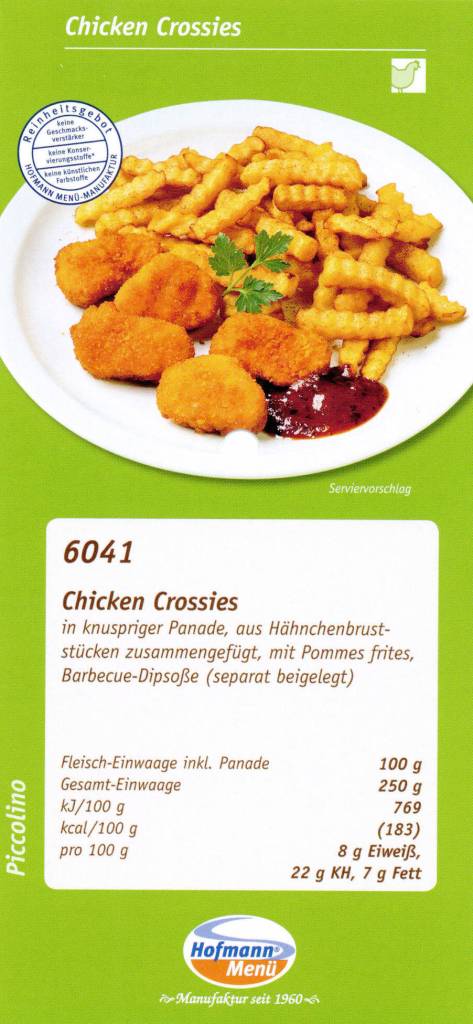 Chicken Crossies
Reinheitsgebot
keine
Geschmacks-
verstärker
keine Konser-
vierungsstoffe*
keine künstlichen
Farbstoffe
HOFMANN MENÜ-MANUFAKTUR
Serviervorschlag
6041
Chicken Crossies
in knuspriger Panade, aus Hähnchenbrust-
stücken zusammengefügt, mit Pommes frites,
Barbecue-Dipsoße (separat beigelegt)
Fleisch-Einwaage inkl. Panade 100 g
Gesamt-Einwaage 250 g
kJ/100 g 769
kcal/100 g (183)
pro 100 g 8 g Eiweiß,
22 g KH, 7 g Fett
Piccolino
Hofmann®
Menü
Manufaktur seit 1960